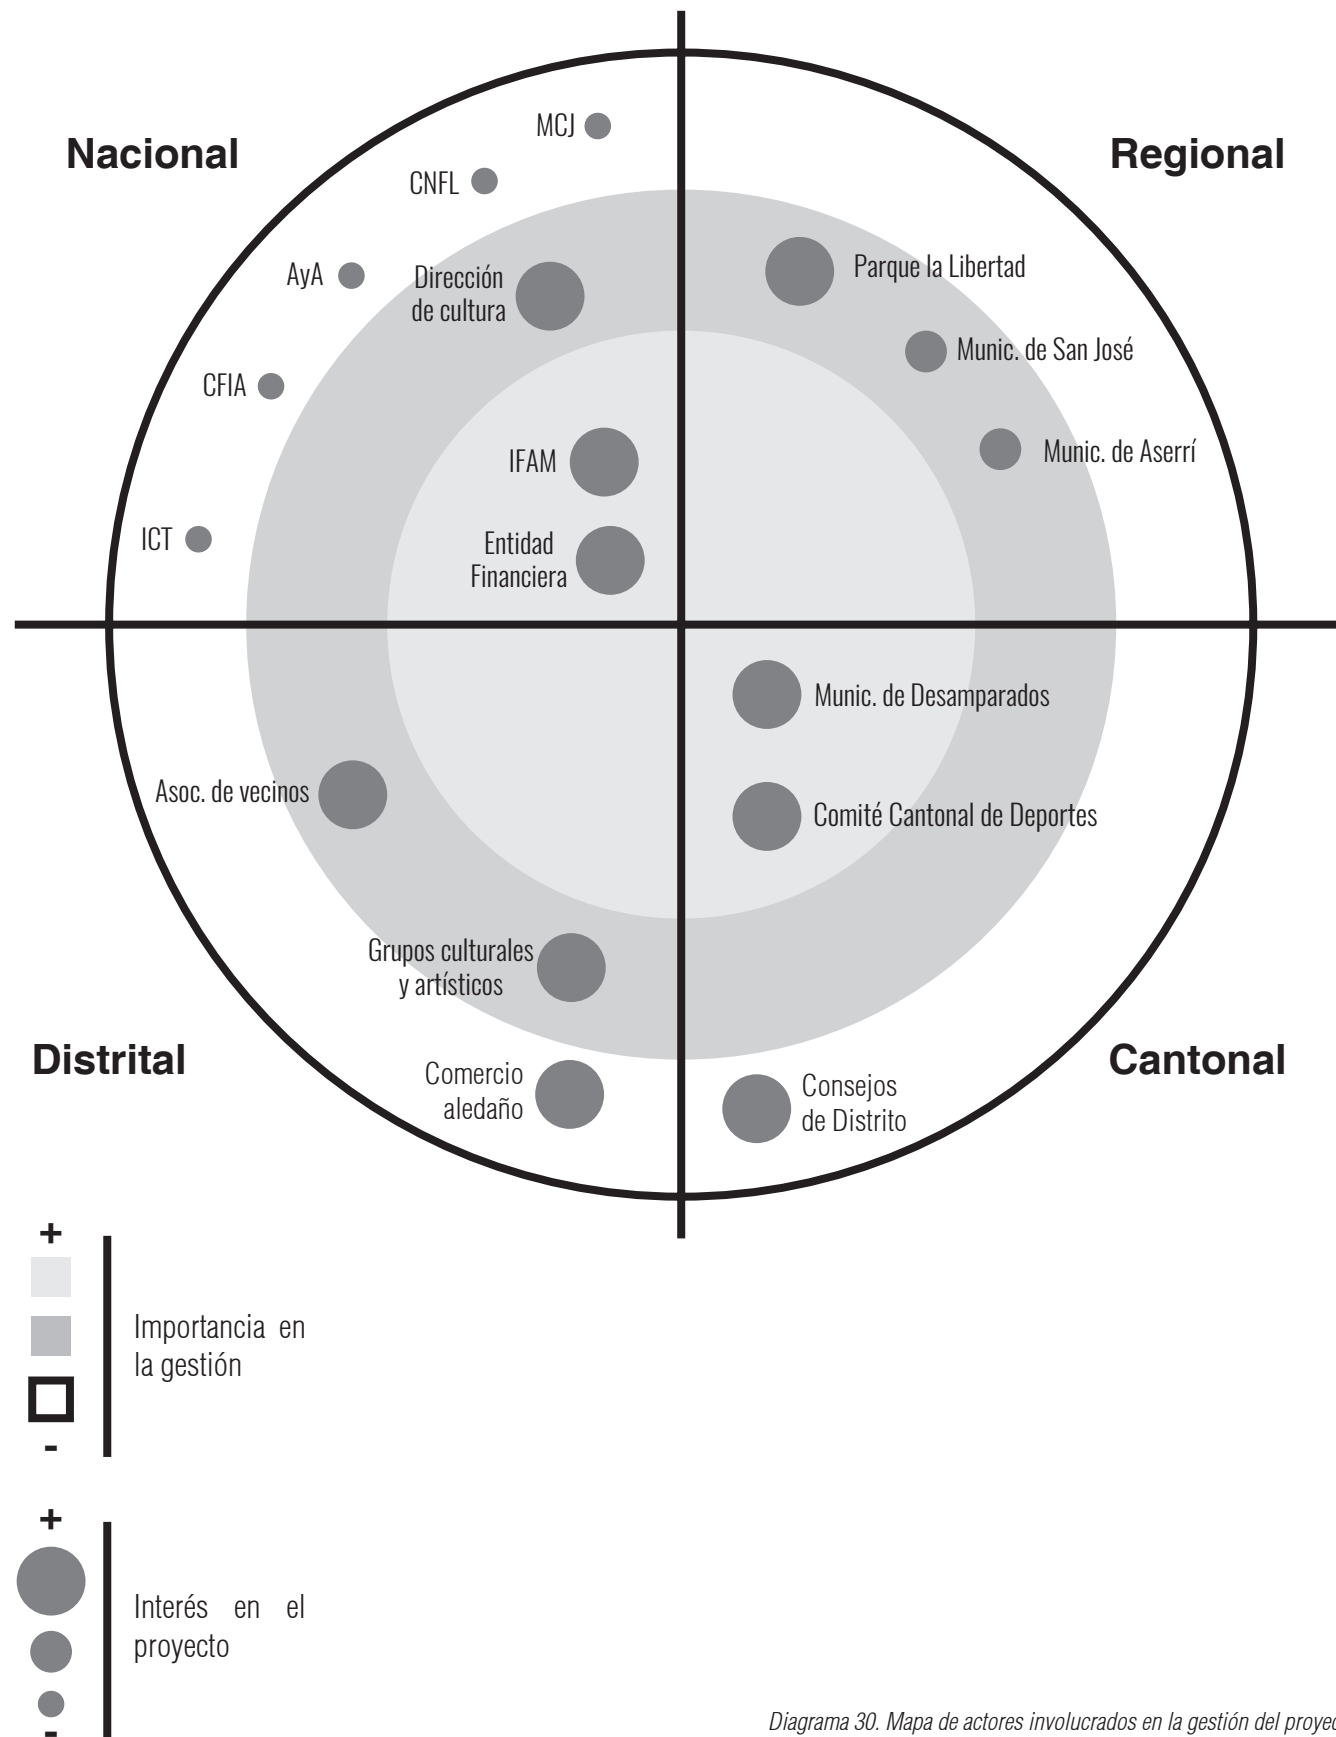 Nacional
Regional
MCJ
CNFL
AyA
Dirección
de cultura
CFIA
IFAM
ICT
Entidad
Financiera
Parque la Libertad
Munic. de San José
Munic. de Aserrí
Munic. de Desamparados
Comité Cantonal de Deportes
Asoc. de vecinos
Grupos culturales
y artísticos
Comercio
aledaño
Consejos
de Distrito
Distrital
Cantonal
+
Importancia en
la gestión
-
+
Interés en el
proyecto
-
Diagrama 30. Mapa de actores involucrados en la gestión del